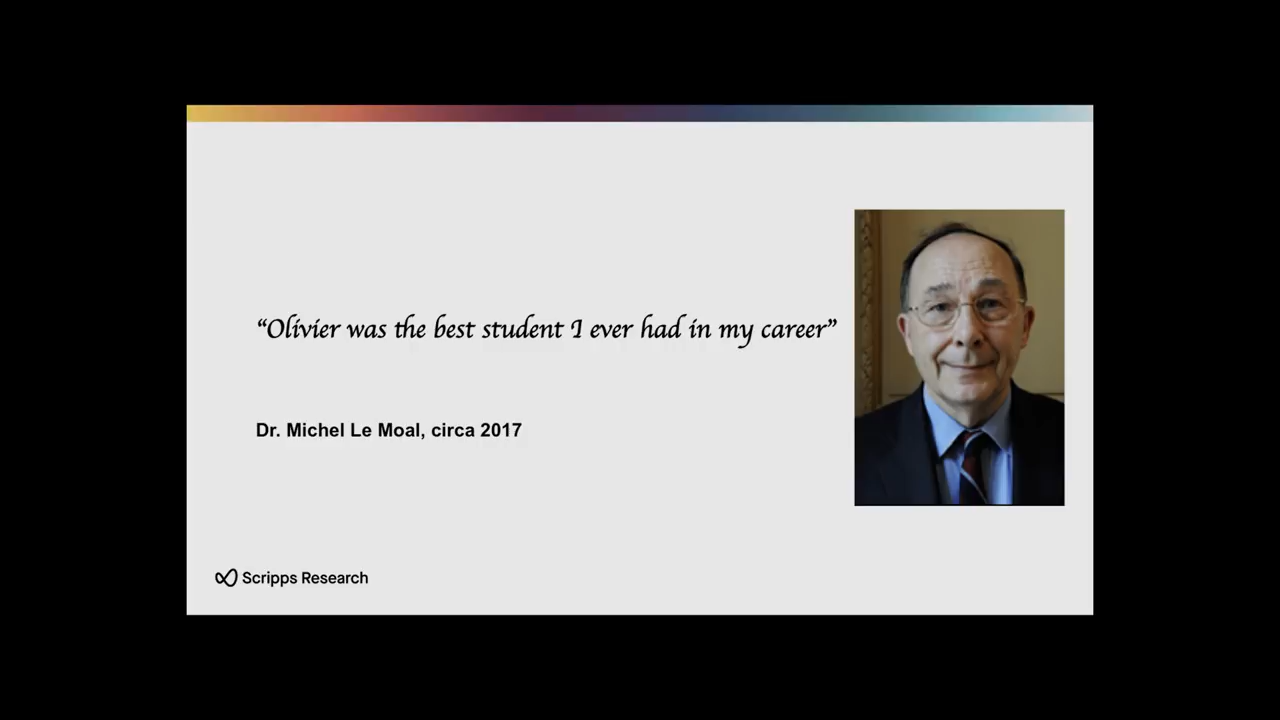 “Olivier was the best student I ever had in my career”
Dr. Michel Le Moal, circa 2017
Scripps Research